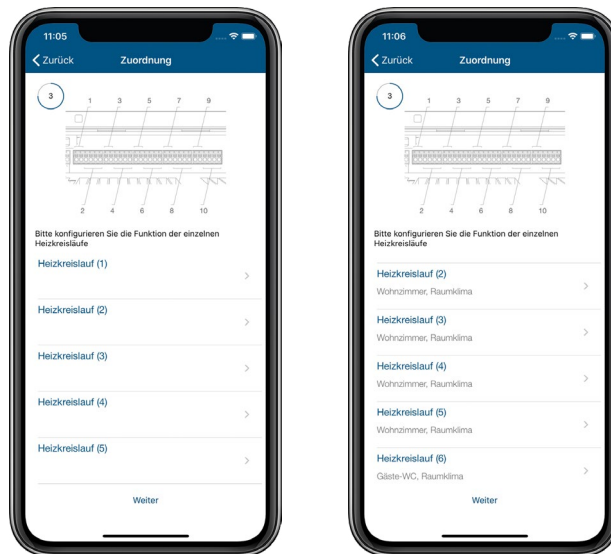 11:05
Zurück Zuordnung
3
1 3 5 7 9
2 4 6 8 10
Bitte konfigurieren Sie die Funktion der einzelnen
Heizkreisläufe
Heizkreislauf (1)
Heizkreislauf (2)
Heizkreislauf (3)
Heizkreislauf (4)
Heizkreislauf (5)
Weiter
11:06
Zurück Zuordnung
3
1 3 5 7 9
2 4 6 8 10
Bitte konfigurieren Sie die Funktion der einzelnen
Heizkreisläufe
Heizkreislauf (2)
Wohnzimmer, Raumklima
Heizkreislauf (3)
Wohnzimmer, Raumklima
Heizkreislauf (4)
Wohnzimmer, Raumklima
Heizkreislauf (5)
Wohnzimmer, Raumklima
Heizkreislauf (6)
Gäste-WC, Raumklima
Weiter